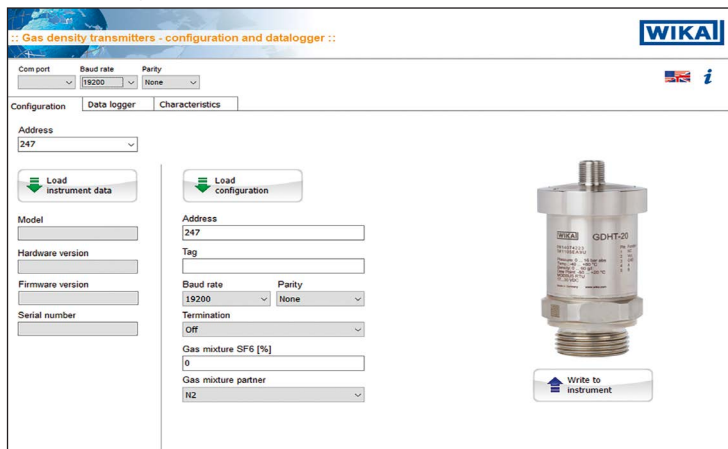 :: Gas density transmitters - configuration and datalogger ::
WIKA
Com port Baud rate Parity
19200 None
i
Configuration Data logger Characteristics
Address
247
Load
instrument data
Load
configuration
Model
Hardware version
Firmware version
Serial number
Address
247
Tag
Baud rate Parity
19200 None
Termination
Off
Gas mixture SF6 [%]
0
Gas mixture partner
N2
WIKA GDHT-20
MODBUS RTU
Write to
instrument